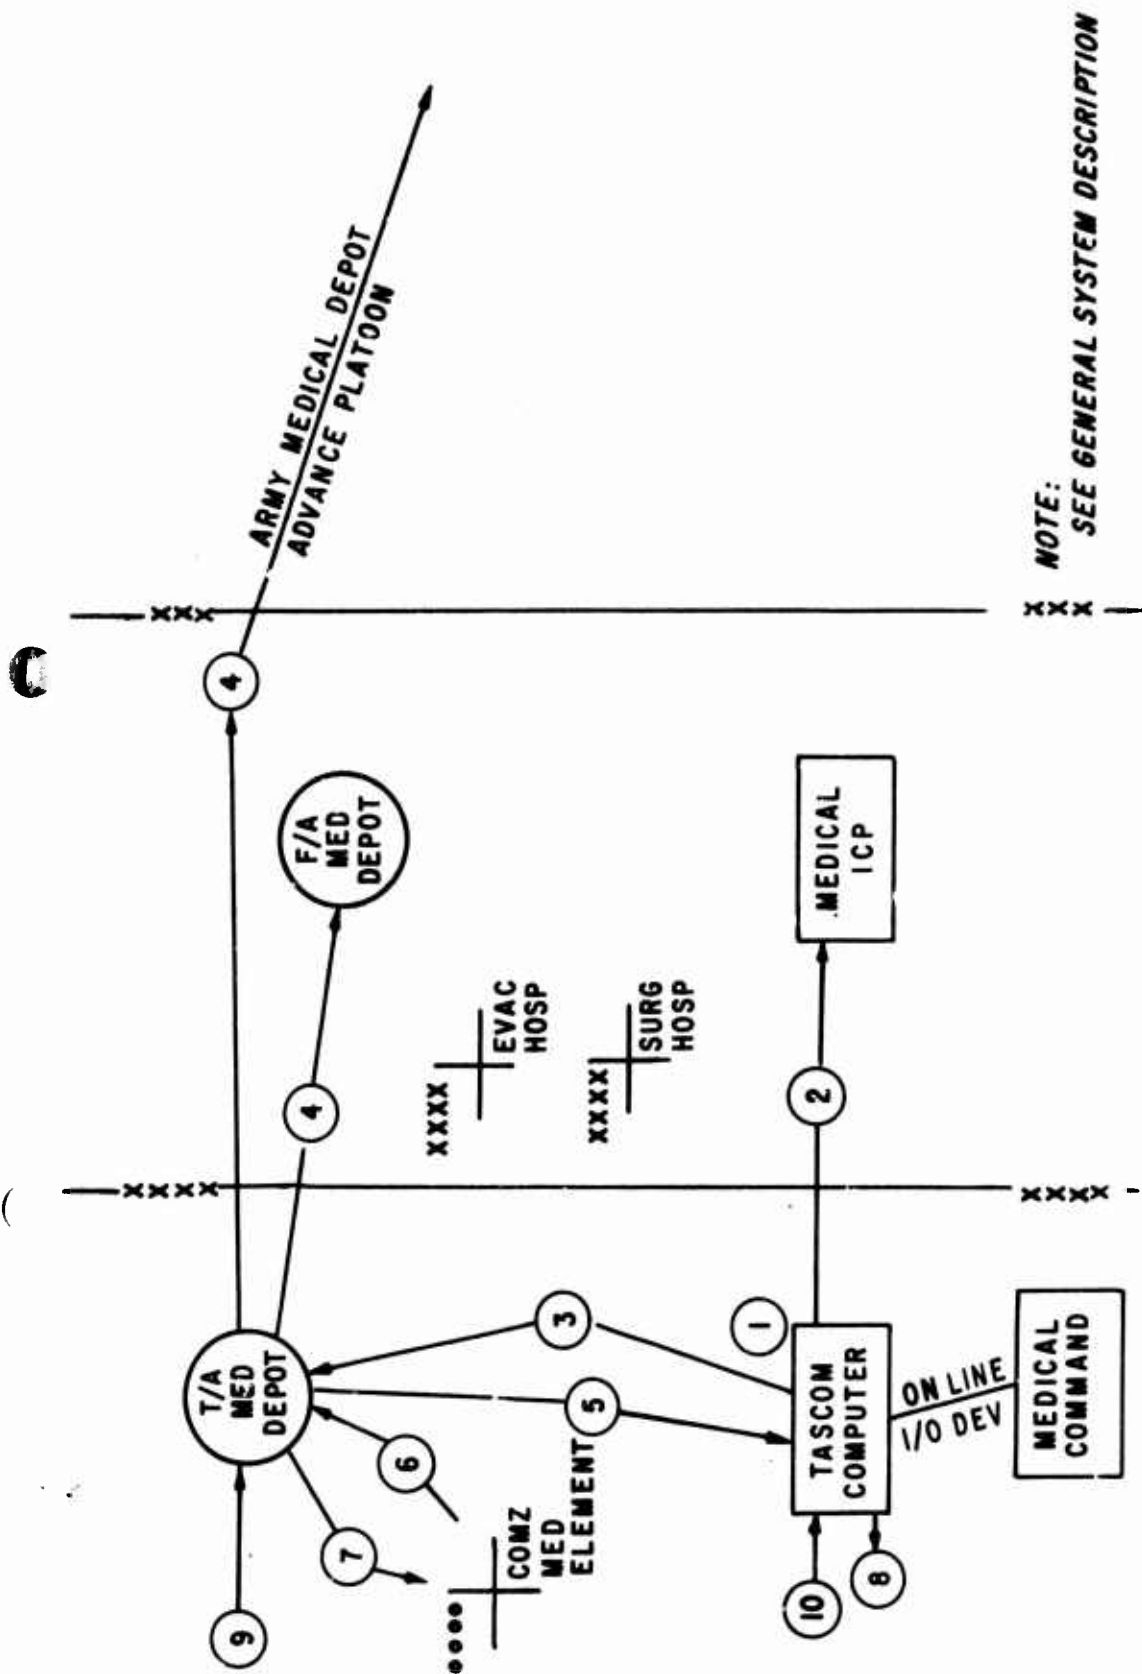 ARMY MEDICAL DEPOT
ADVANCE PLATOON
XXX
4
4
F/A
MED
DEPOT
XXXX
T/A
MED
DEPOT
9
7
6
3
5
COMZ
MED
ELEMENT
XXXX
EVAC
HOSP
XXXX
SURG
HOSP
1
2
MEDICAL
ICP
TASCOM
COMPUTER
10
8
ON LINE
I/O DEV
MEDICAL
COMMAND
XXXX
XXX
NOTE:
SEE GENERAL SYSTEM DESCRIPTION